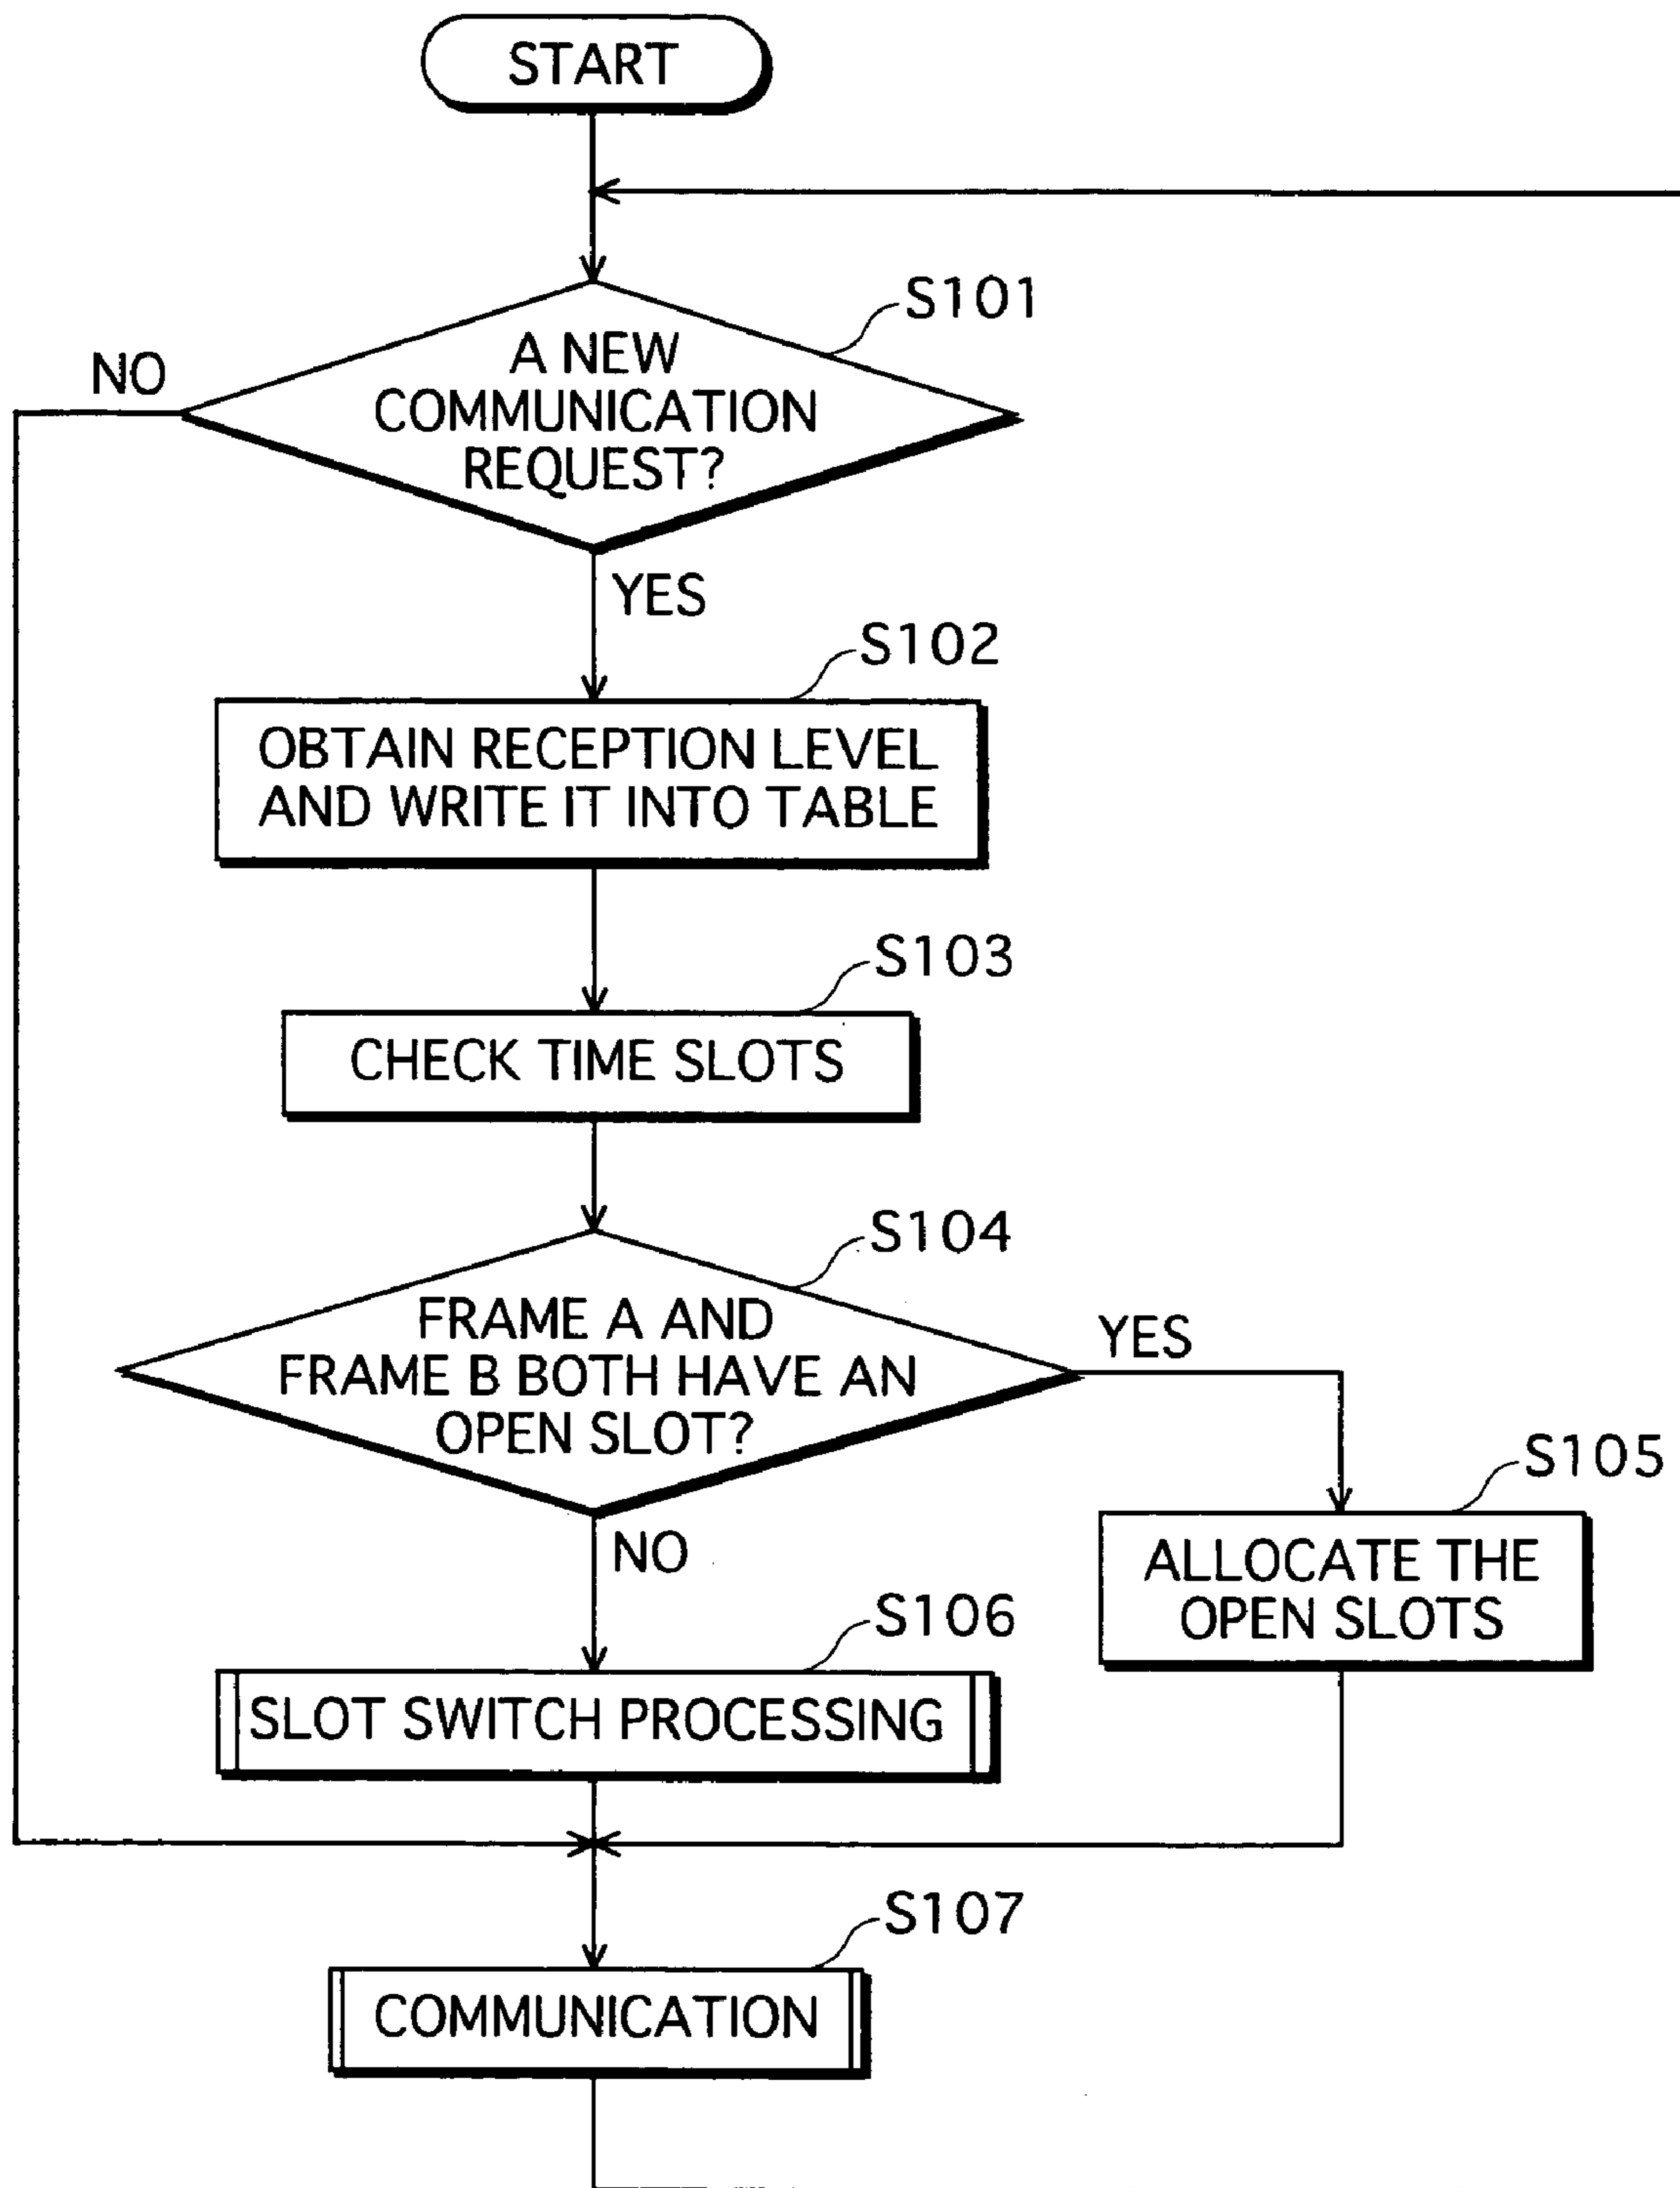 START
S101
NO
A NEW
COMMUNICATION
REQUEST?
YES
S102
OBTAIN RECEPTION LEVEL
AND WRITE IT INTO TABLE
S103
CHECK TIME SLOTS
S104
FRAME A AND
FRAME B BOTH HAVE AN
OPEN SLOT?
YES
S105
ALLOCATE THE
OPEN SLOTS
NO
S106
SLOT SWITCH PROCESSING
S107
COMMUNICATION